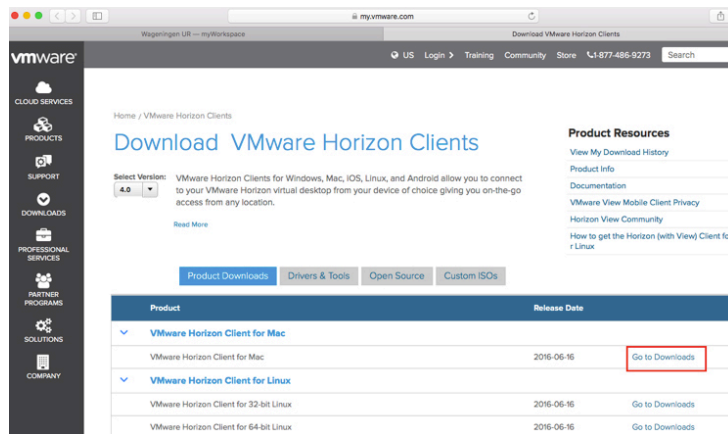 my.vmware.com
Wageningen UR — myWorkspace
Download VMware Horizon Clients
vmware
US Login Training Community Store 1-877-486-9273 Search
CLOUD SERVICES
PRODUCTS
SUPPORT
DOWNLOADS
PROFESSIONAL
SERVICES
PARTNER
PROGRAMS
SOLUTIONS
COMPANY
Home / VMware Horizon Clients
Download VMware Horizon Clients
Select Version:
4.0
VMware Horizon Clients for Windows, Mac, iOS, Linux, and Android allow you to connect
to your VMware Horizon virtual desktop from your device of choice giving you on-the-go
access from any location.
Read More
Product Resources
View My Download History
Product Info
Documentation
VMware View Mobile Client Privacy
Horizon View Community
How to get the Horizon (with View) Client fo
r Linux
Product Downloads Drivers & Tools Open Source Custom ISOs
Product Release Date
VMware Horizon Client for Mac
VMware Horizon Client for Mac 2016-06-16 Go to Downloads
VMware Horizon Client for Linux
VMware Horizon Client for 32-bit Linux 2016-06-16 Go to Downloads
VMware Horizon Client for 64-bit Linux 2016-06-16 Go to Downloads